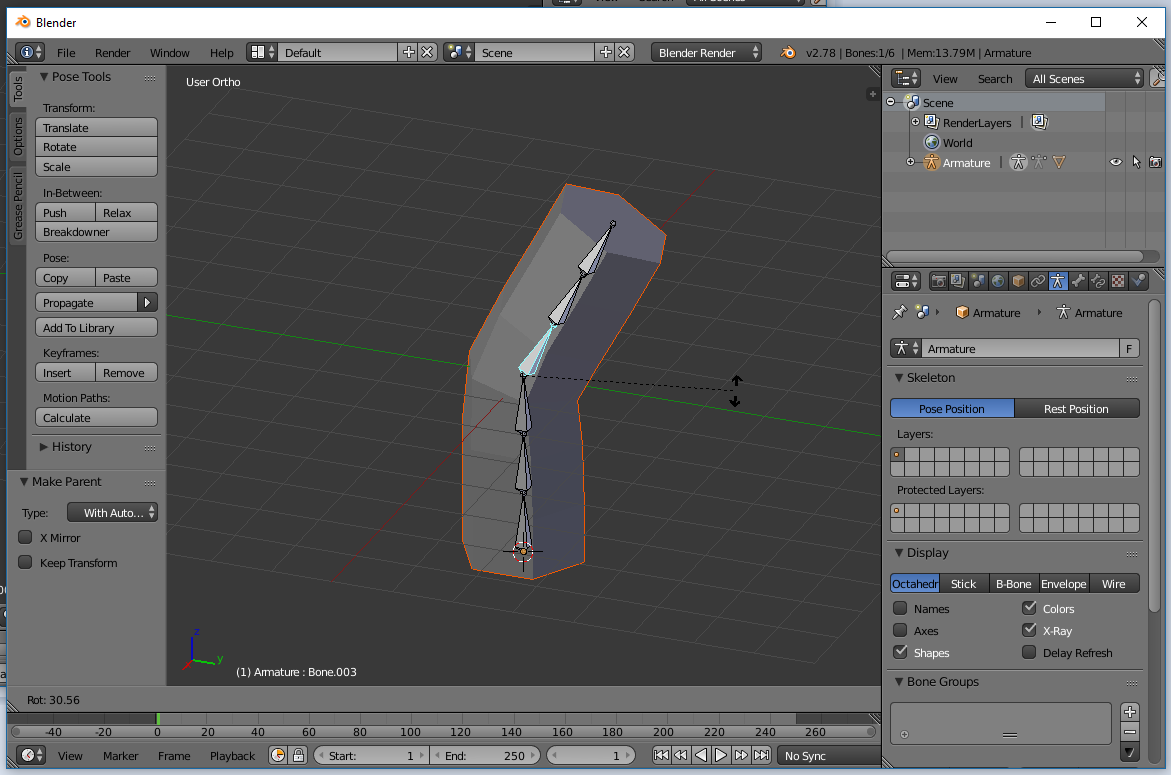 Blender
File Render Window Help Default Scene Blender Render v2.78 | Bones:1/6 | Mem:13.79M | Armature
Tools
Options
Grease Pencil
Pose Tools
Transform:
Translate
Rotate
Scale
In-Between:
Push Relax
Breakdowner
Pose:
Copy Paste
Propagate
Add To Library
Keyframes:
Insert Remove
Motion Paths:
Calculate
History
Make Parent
Type: With Auto...
X Mirror
Keep Transform
User Ortho
z
y
(1) Armature : Bone.003
Rot: 30.56
-40 -20 0 20 40 60 80 100 120 140 160 180 200 220 240 260
View Marker Frame Playback Start: 1 End: 250 1 No Sync
View Search All Scenes
Scene
RenderLayers |
World
Armature |
Armature Armature
Armature F
Skeleton
Pose Position Rest Position
Layers:
Protected Layers:
Display
Octahedr Stick B-Bone Envelope Wire
Names Colors
Axes X-Ray
Shapes Delay Refresh
Bone Groups